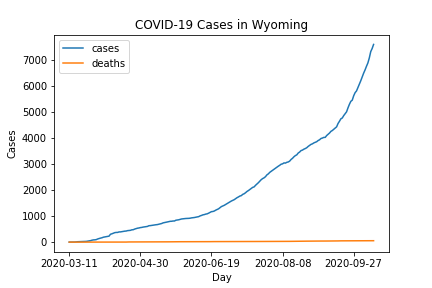 COVID-19 Cases in Wyoming
cases
deaths
7000
6000
5000
4000
3000
2000
1000
0
Cases
2020-03-11 2020-04-30 2020-06-19 2020-08-08 2020-09-27
Day